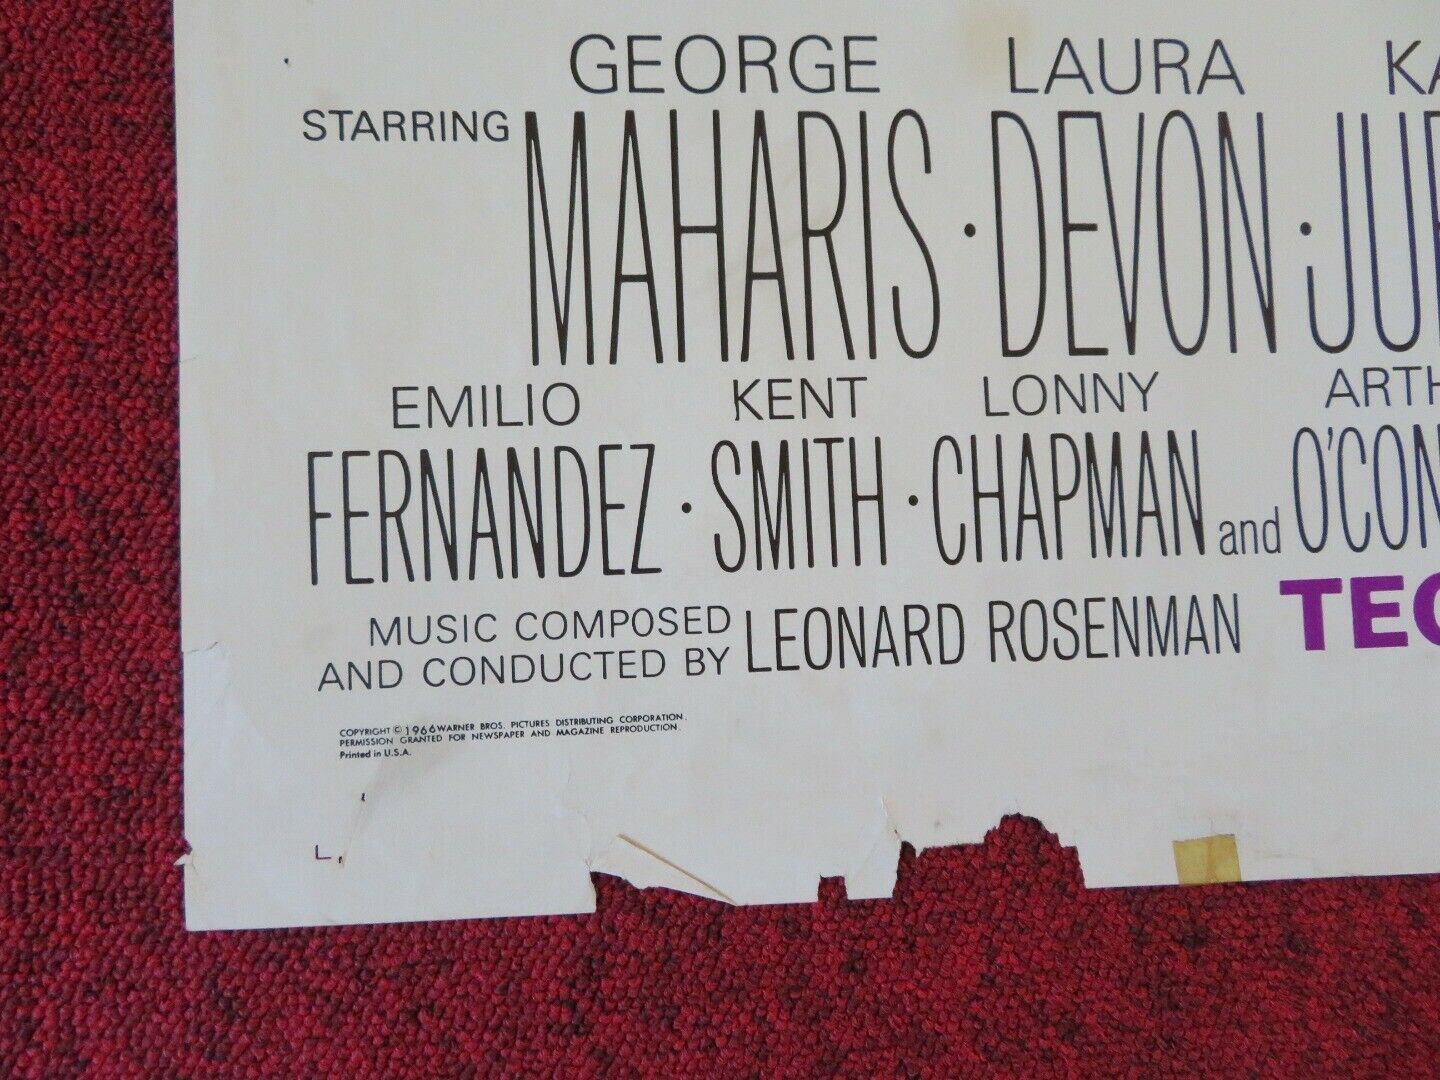 GEORGE LAURA
STARRING MAHARIS · DEVON ·
EMILIO KENT LONNY
FERNANDEZ · SMITH · CHAPMAN and
MUSIC COMPOSED
AND CONDUCTED BY LEONARD ROSENMAN
COPYRIGHT © 1966 WARNER BROS. PICTURES DISTRIBUTING CORPORATION.
PERMISSION GRANTED FOR NEWSPAPER AND MAGAZINE REPRODUCTION.
Printed in U.S.A.